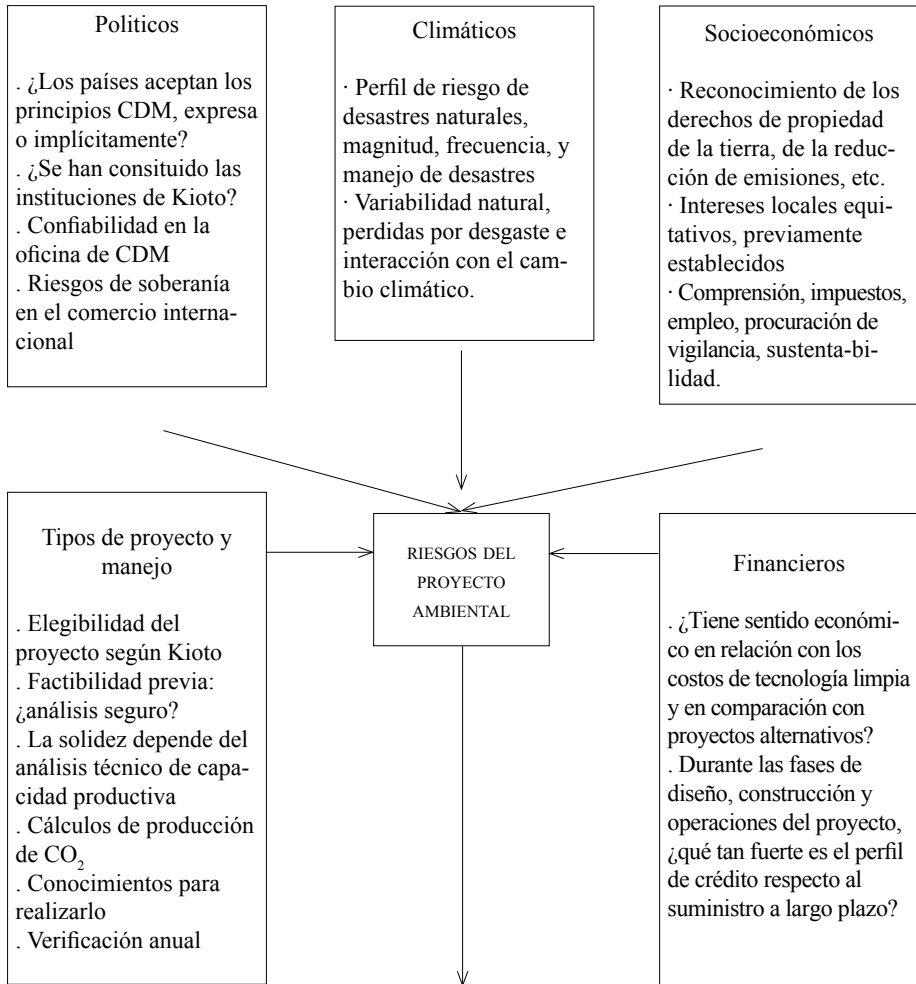 Politicos
. ¿Los países aceptan los
principios CDM, expresa
o implícitamente?
. ¿Se han consituido las
instituciones de Kioto?
. Confiabilidad en la
oficina de CDM
. Riesgos de soberanía
en el comercio interna-
cional
Climáticos
· Perfil de riesgo de
desastres naturales,
magnitud, frecuencia, y
manejo de desastres
· Variabilidad natural,
perdidas por desgaste e
interacción con el cam-
bio climático.
Socioeconómicos
· Reconocimiento de los
derechos de propiedad
de la tierra, de la reduc-
ción de emisiones, etc.
· Intereses locales equi-
tativos, previamente
establecidos
· Comprensión, impuestos,
empleo, procuración de
vigilancia, sustenta-bi-
lidad.
Tipos de proyecto y
manejo
. Elegibilidad del
proyecto según Kioto
. Factibilidad previa:
¿análisis seguro?
. La solidez depende del
análisis técnico de capa-
cidad productiva
. Cálculos de producción
de CO₂
. Conocimientos para
realizarlo
. Verificación anual
RIESGOS DEL
PROYECTO
AMBIENTAL
Financieros
. ¿Tiene sentido económi-
co en relación con los
costos de tecnología limpia
y en comparación con
proyectos alternativos?
. Durante las fases de
diseño, construcción y
operaciones del proyecto,
¿qué tan fuerte es el perfil
de crédito respecto al
suministro a largo plazo?